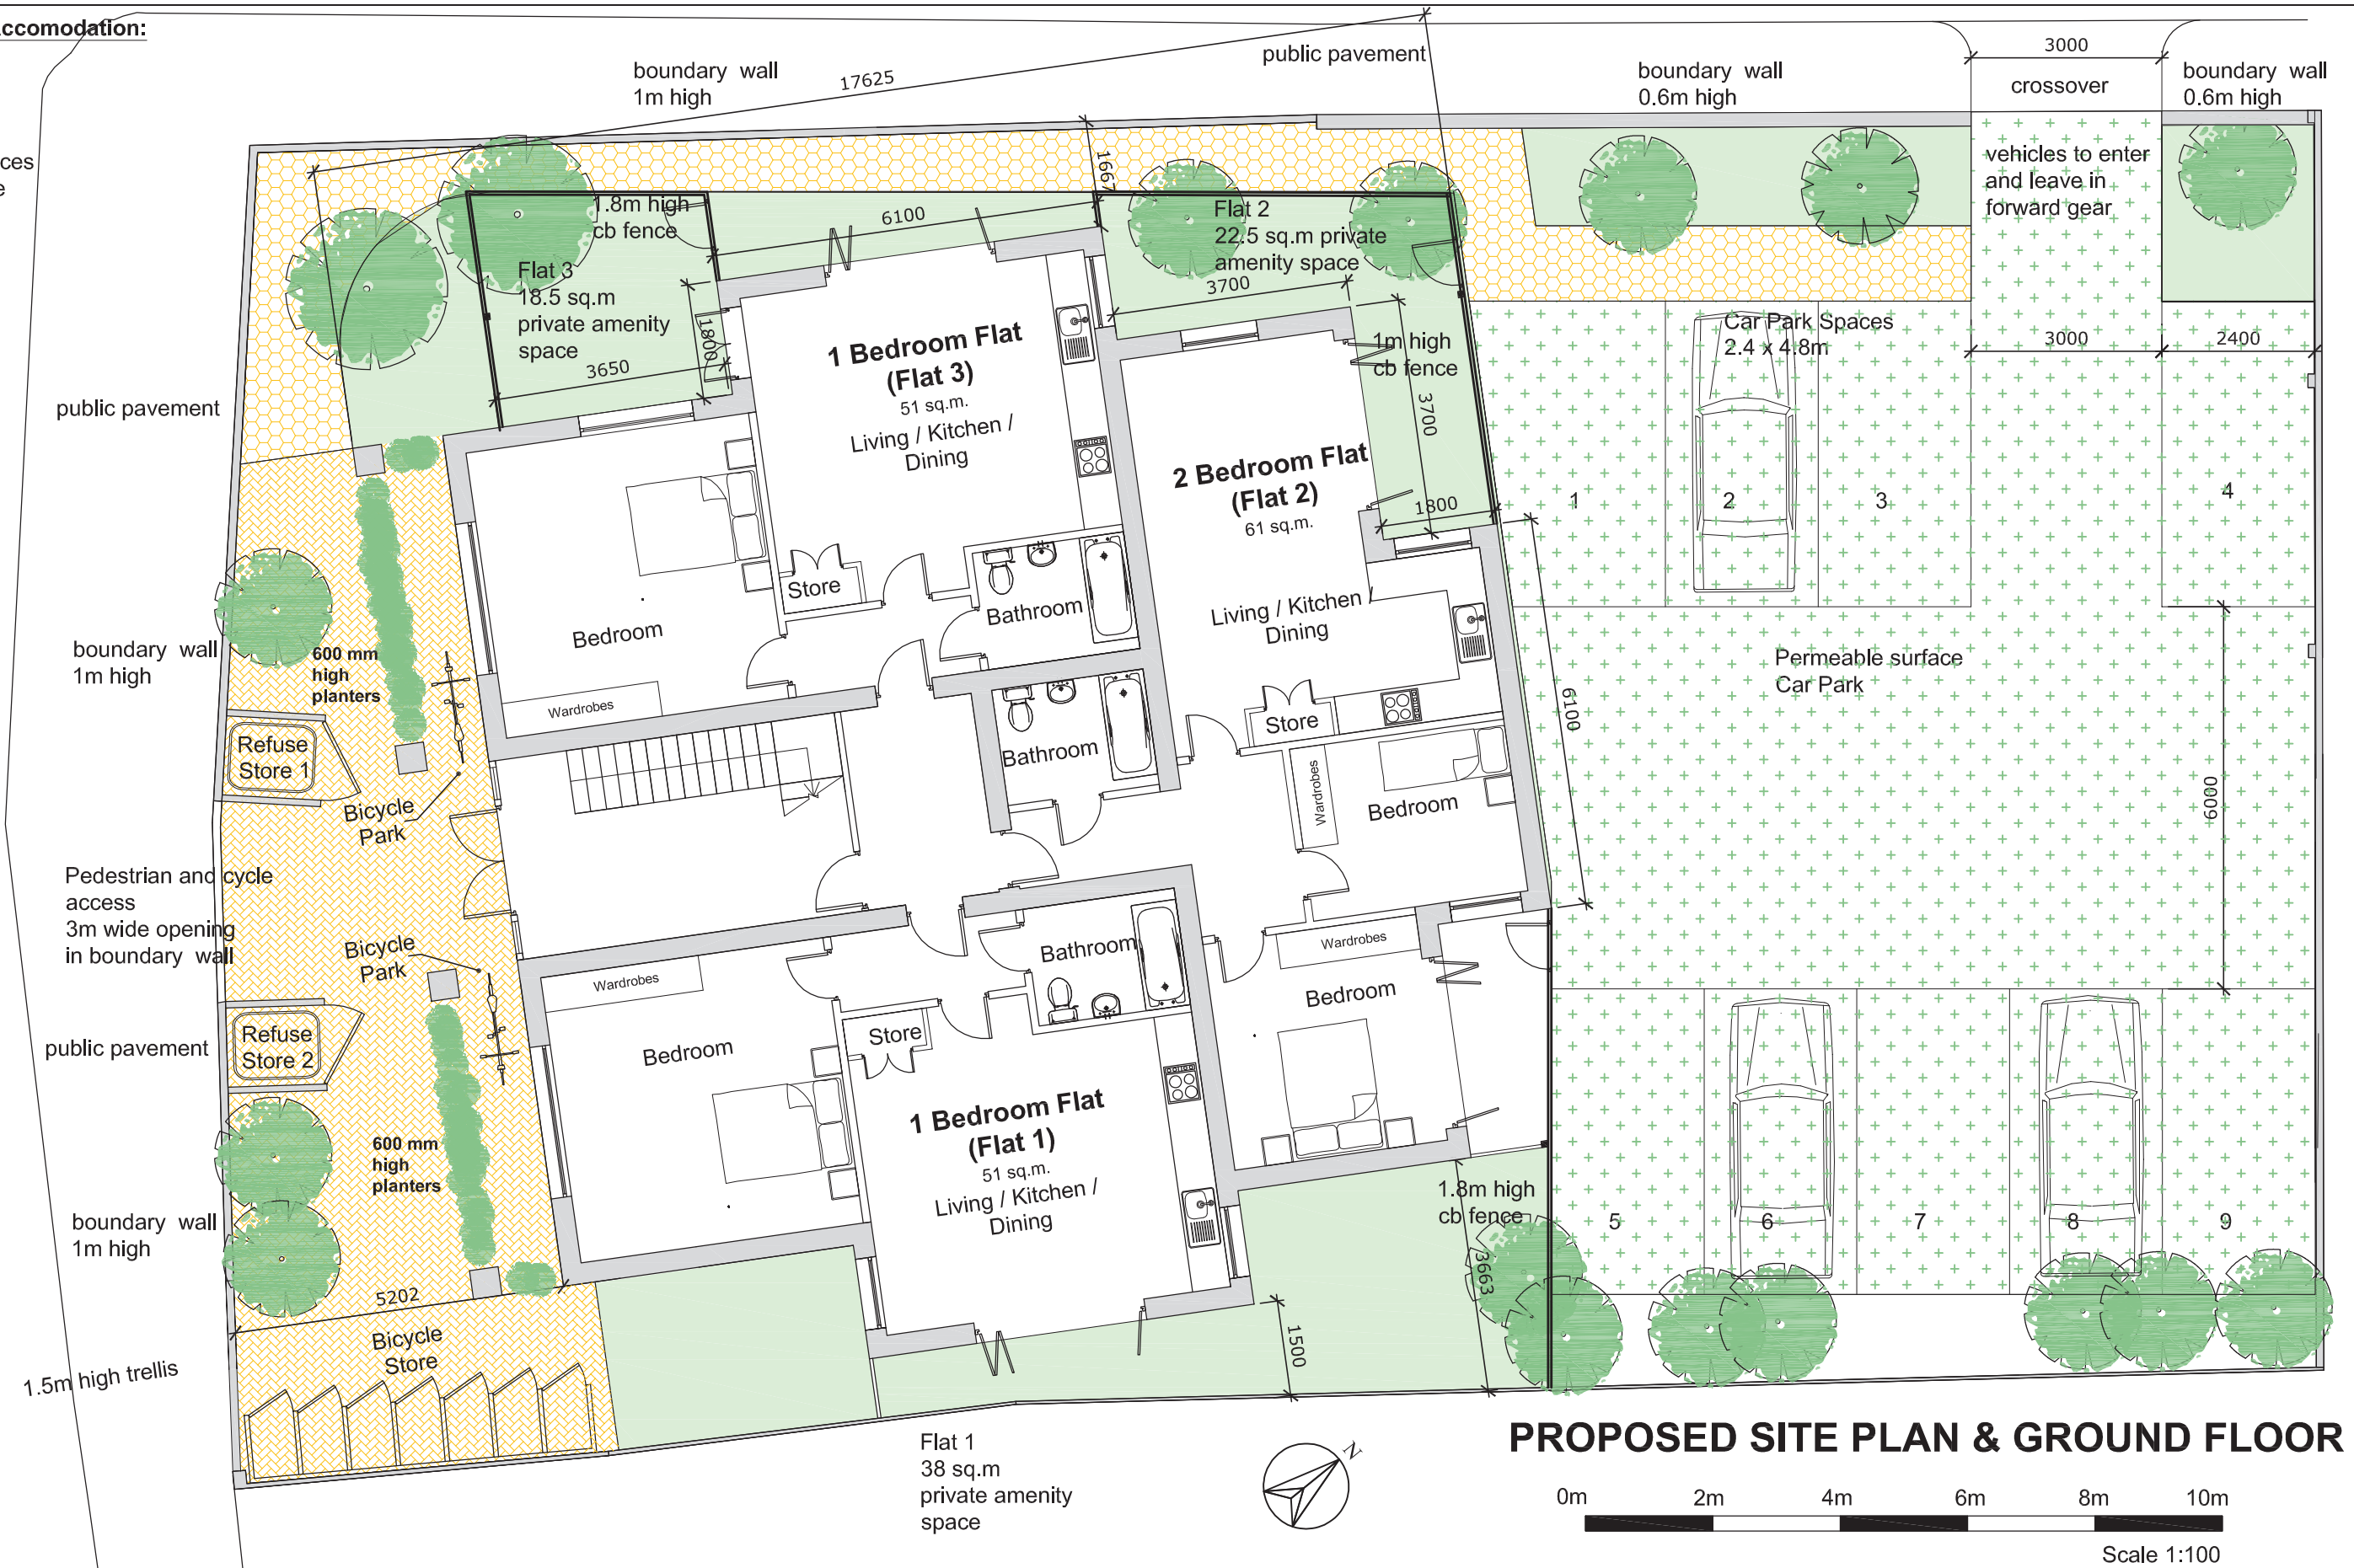 ccomodation:
ces
e
boundary wall
1m high
17625
public pavement
boundary wall
0.6m high
3000
crossover
boundary wall
0.6m high
vehicles to enter
and leave in
forward gear
1667
1.8m high
cb fence
6100
Flat 3
18.5 sq.m
private amenity
space
3650
1800
Flat 2
22.5 sq.m private
amenity space
3700
1m high
cb fence
3700
1800
1 Bedroom Flat
(Flat 3)
51 sq.m.
Living / Kitchen /
Dining
2 Bedroom Flat
(Flat 2)
61 sq.m.
Living / Kitchen /
Dining
Car Park Spaces
2.4 x 4.8m
3000
2400
1
2
3
4
public pavement
Store
Bathroom
Bedroom
Wardrobes
boundary wall
1m high
600 mm
high
planters
Refuse
Store 1
Bicycle
Park
Bathroom
Store
Wardrobes
Bedroom
6100
Permeable surface
Car Park
6000
Pedestrian and cycle
access
3m wide opening
in boundary wall
Bicycle
Park
public pavement
Refuse
Store 2
Wardrobes
Bedroom
Bathroom
Store
Wardrobes
Bedroom
1 Bedroom Flat
(Flat 1)
51 sq.m.
Living / Kitchen /
Dining
600 mm
high
planters
boundary wall
1m high
1.8m high
cb fence
3663
1500
5
6
7
8
9
5202
Bicycle
Store
1.5m high trellis
Flat 1
38 sq.m
private amenity
space
N
PROPOSED SITE PLAN & GROUND FLOOR
0m 2m 4m 6m 8m 10m
Scale 1:100